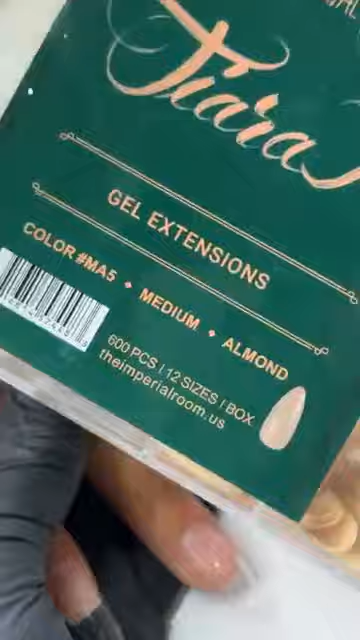 Tiara
GEL EXTENSIONS
COLOR #MA5 • MEDIUM • ALMOND
600 PCS | 12 SIZES | BOX
theimperialroom.us